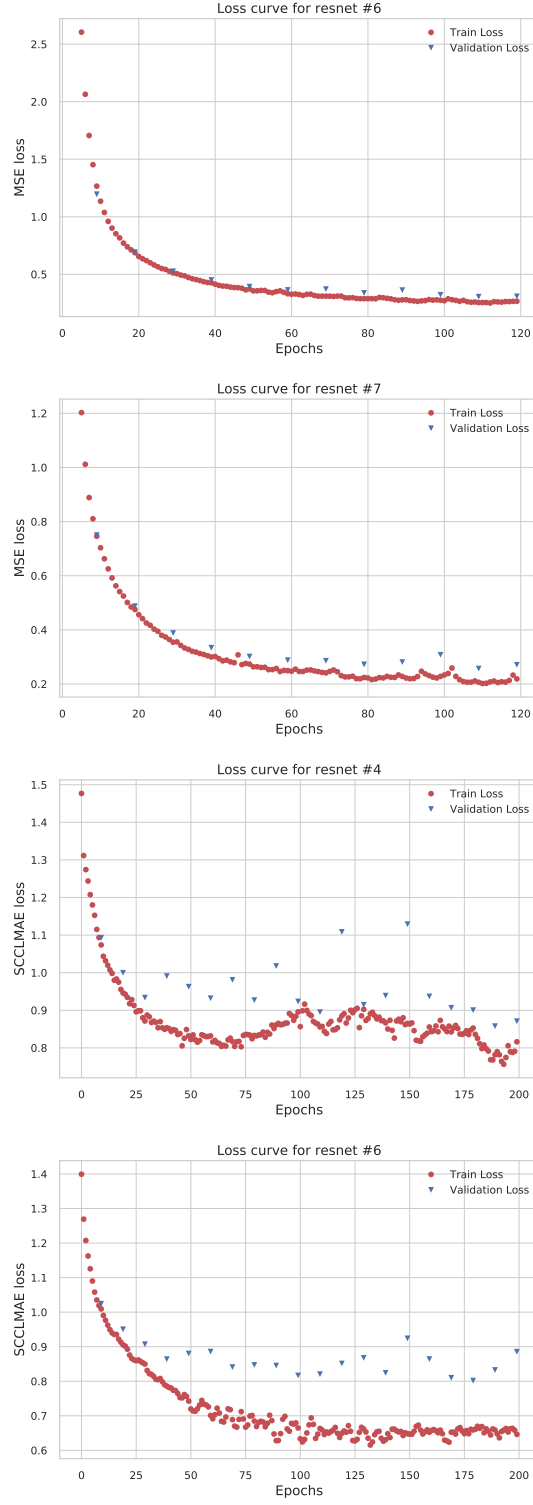 Loss curve for resnet #6
Train Loss
Validation Loss
2.5
2.0
1.5
1.0
0.5
MSE loss
0 20 40 60 80 100 120
Epochs
Loss curve for resnet #7
Train Loss
Validation Loss
1.2
1.0
0.8
0.6
0.4
0.2
MSE loss
0 20 40 60 80 100 120
Epochs
Loss curve for resnet #4
Train Loss
Validation Loss
1.5
1.4
1.3
1.2
1.1
1.0
0.9
0.8
SCCLMAE loss
0 25 50 75 100 125 150 175 200
Epochs
Loss curve for resnet #6
Train Loss
Validation Loss
1.4
1.3
1.2
1.1
1.0
0.9
0.8
0.7
0.6
SCCLMAE loss
0 25 50 75 100 125 150 175 200
Epochs